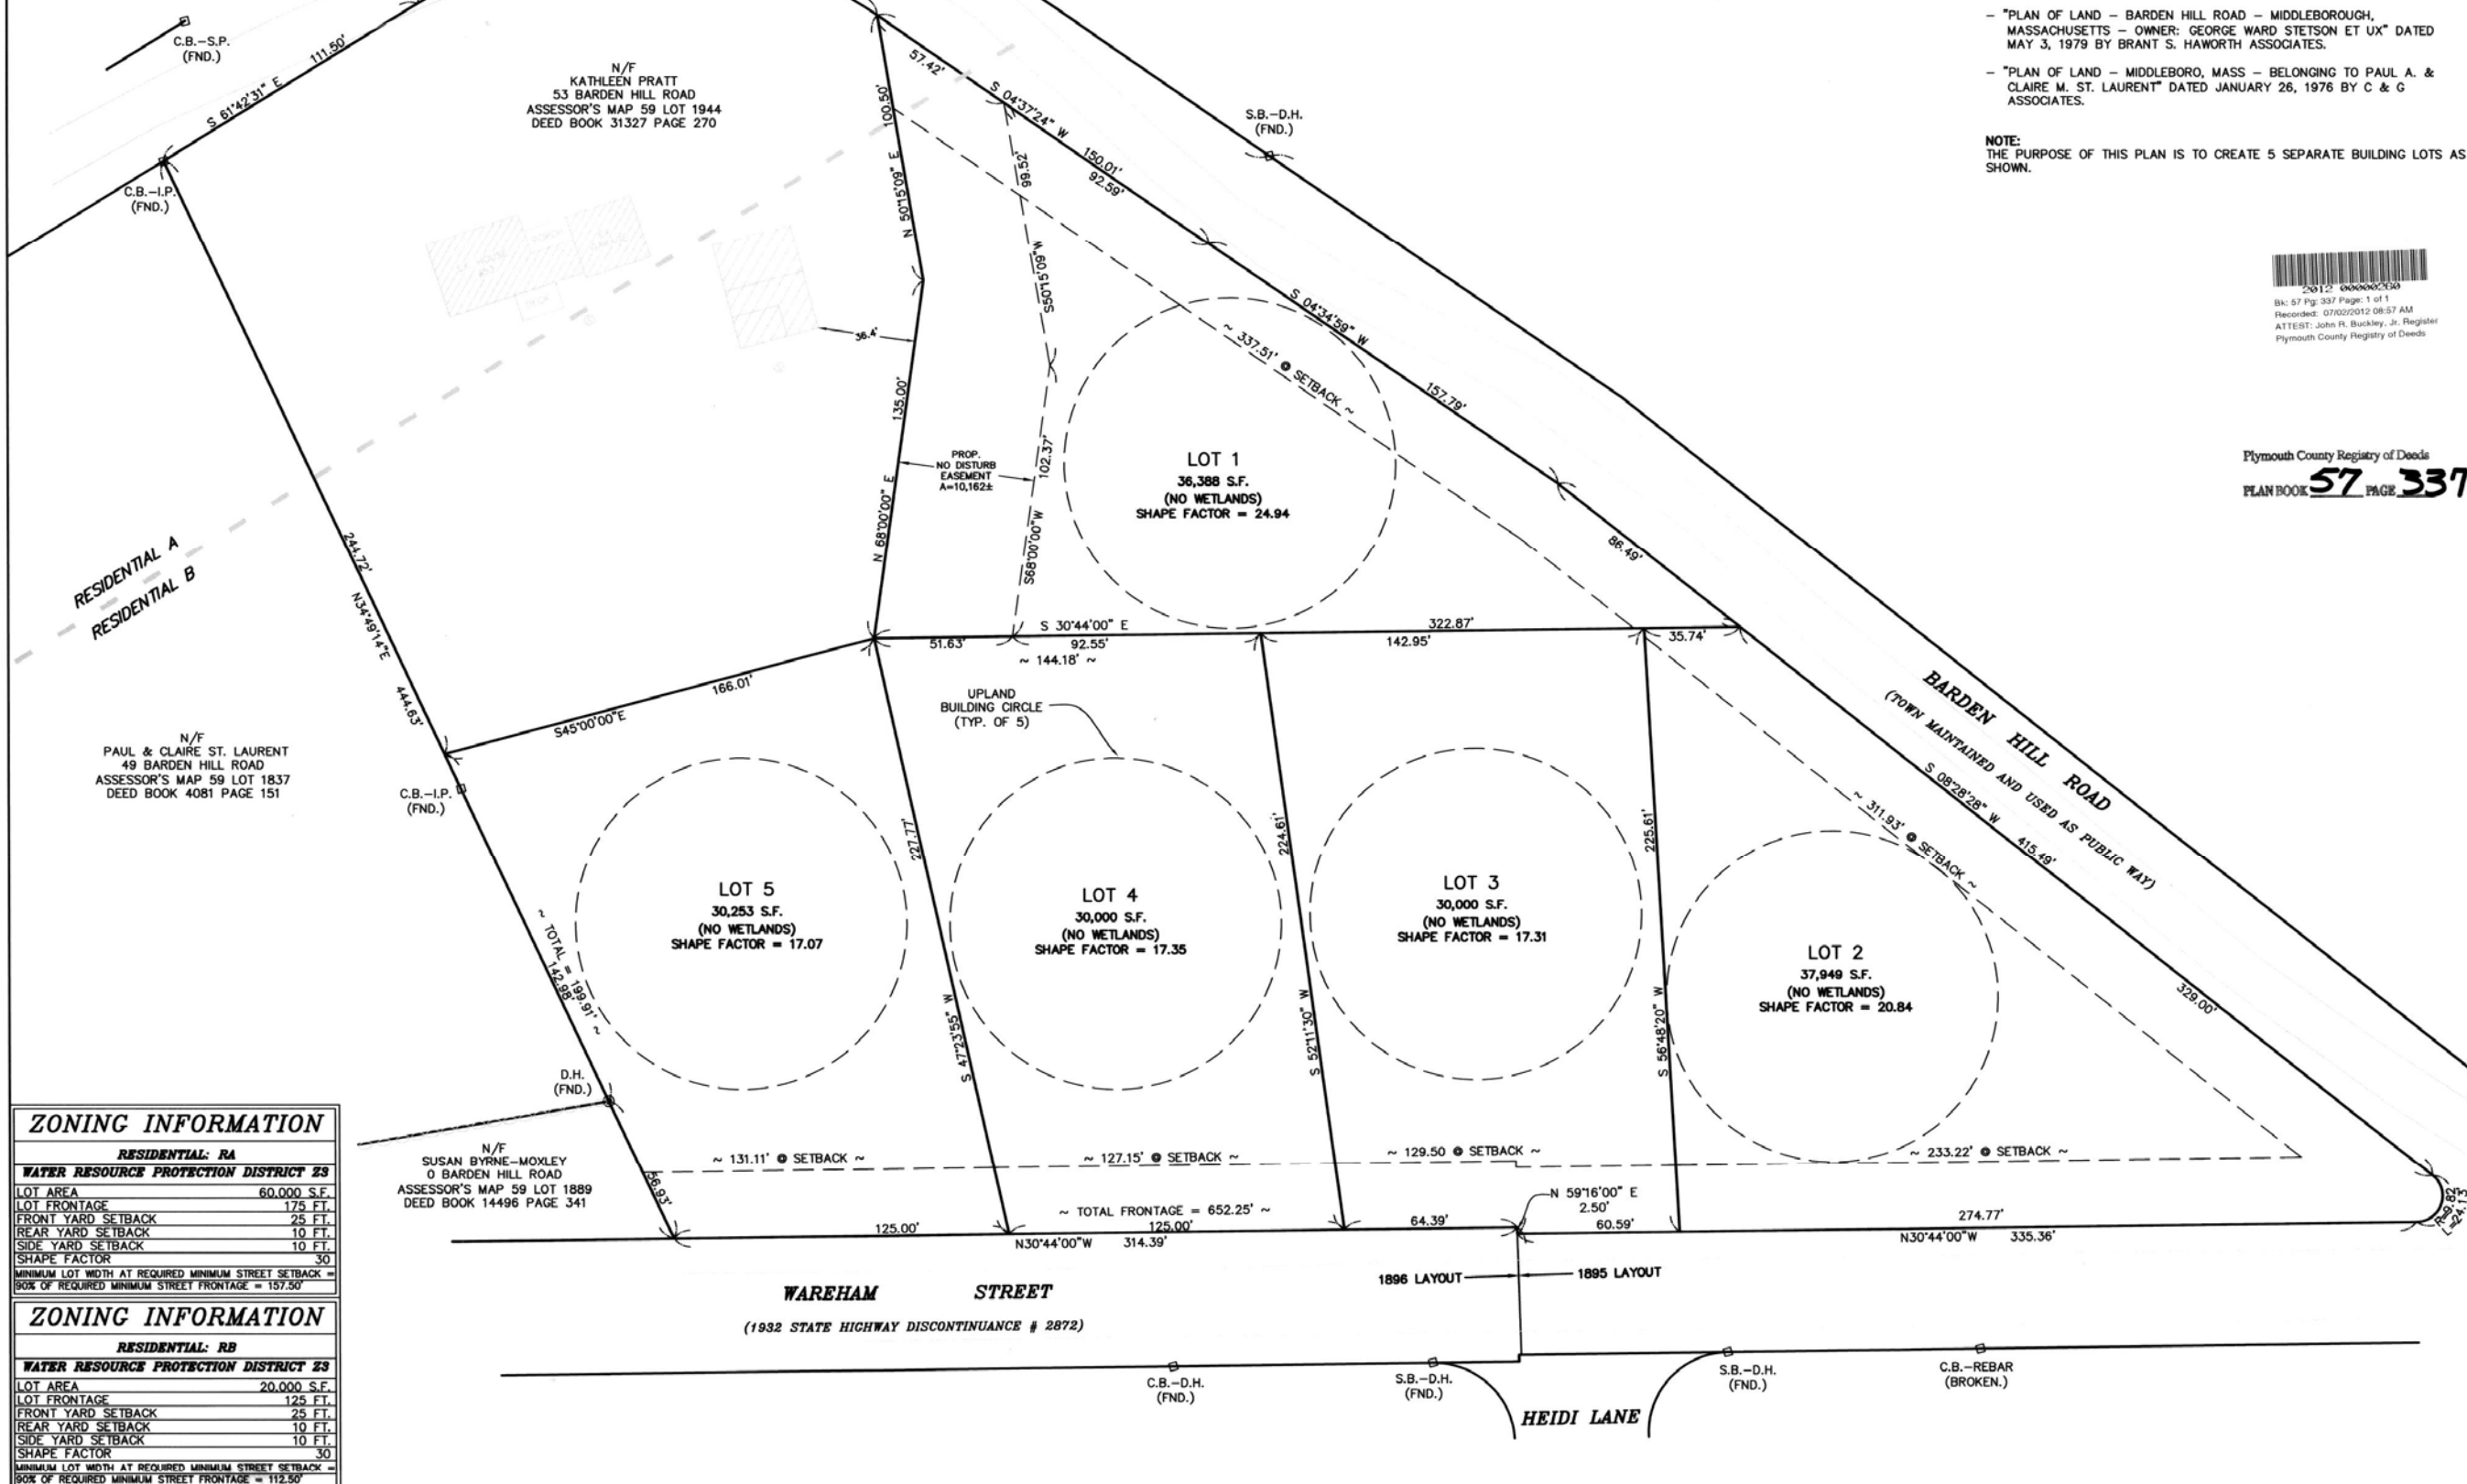 C.B.-S.P.
(FND.)
S 61°42'31" E 111.50'
C.B.-I.P.
(FND.)
N/F
KATHLEEN PRATT
53 BARDEN HILL ROAD
ASSESSOR'S MAP 59 LOT 1944
DEED BOOK 31327 PAGE 270
57.42'
S 04°37'24" W
150.01'
92.59'
N 50°15'09" E 100.50'
99.52'
S50°15'09"W
S.B.-D.H.
(FND.)
- "PLAN OF LAND - BARDEN HILL ROAD - MIDDLEBOROUGH,
MASSACHUSETTS - OWNER: GEORGE WARD STETSON ET UX" DATED
MAY 3, 1979 BY BRANT S. HAWORTH ASSOCIATES.
- "PLAN OF LAND - MIDDLEBORO, MASS - BELONGING TO PAUL A. &
CLAIRE M. ST. LAURENT" DATED JANUARY 26, 1976 BY C & G
ASSOCIATES.
NOTE:
THE PURPOSE OF THIS PLAN IS TO CREATE 5 SEPARATE BUILDING LOTS AS
SHOWN.
2012 00000260
Bk: 57 Pg: 337 Page: 1 of 1
Recorded: 07/02/2012 08:57 AM
ATTEST: John R. Buckley, Jr. Register
Plymouth County Registry of Deeds
Plymouth County Registry of Deeds
PLAN BOOK 57 PAGE 337
36.4'
S 04°34'59" W
157.79'
~ 337.51' @ SETBACK ~
N 68°00'00" E 135.00'
PROP.
NO DISTURB
EASEMENT
A=10,162±
S68°00'00"W 102.37'
LOT 1
36,388 S.F.
(NO WETLANDS)
SHAPE FACTOR = 24.94
86.49'
RESIDENTIAL A
RESIDENTIAL B
244.72'
N34°49'14"E 444.63'
S 30°44'00" E 322.87'
51.63' 92.55' 142.95' 35.74'
~ 144.18' ~
S45°00'00"E 166.01'
UPLAND
BUILDING CIRCLE
(TYP. OF 5)
N/F
PAUL & CLAIRE ST. LAURENT
49 BARDEN HILL ROAD
ASSESSOR'S MAP 59 LOT 1837
DEED BOOK 4081 PAGE 151
C.B.-I.P.
(FND.)
BARDEN HILL ROAD
(TOWN MAINTAINED AND USED AS PUBLIC WAY)
S 08°28'28" W 415.49'
~ 311.93' @ SETBACK ~
329.00'
227.77'
S 47°23'55" W
224.61'
S 52°11'30" W
225.61'
S 56°48'20" W
LOT 5
30,253 S.F.
(NO WETLANDS)
SHAPE FACTOR = 17.07
LOT 4
30,000 S.F.
(NO WETLANDS)
SHAPE FACTOR = 17.35
LOT 3
30,000 S.F.
(NO WETLANDS)
SHAPE FACTOR = 17.31
LOT 2
37,949 S.F.
(NO WETLANDS)
SHAPE FACTOR = 20.84
~ TOTAL = 199.91' ~
142.98'
D.H.
(FND.)
56.93'
N/F
SUSAN BYRNE-MOXLEY
0 BARDEN HILL ROAD
ASSESSOR'S MAP 59 LOT 1889
DEED BOOK 14496 PAGE 341
~ 131.11' @ SETBACK ~
~ 127.15' @ SETBACK ~
~ 129.50 @ SETBACK ~
~ 233.22' @ SETBACK ~
N 59°16'00" E
2.50'
~ TOTAL FRONTAGE = 652.25' ~
125.00' 125.00' 64.39' 60.59' 274.77'
N30°44'00"W 314.39'
N30°44'00"W 335.36'
R=9.82'
L=24.13'
1896 LAYOUT
1895 LAYOUT
WAREHAM STREET
(1932 STATE HIGHWAY DISCONTINUANCE # 2872)
C.B.-D.H.
(FND.)
S.B.-D.H.
(FND.)
S.B.-D.H.
(FND.)
C.B.-REBAR
(BROKEN.)
HEIDI LANE
ZONING INFORMATION
RESIDENTIAL: RA
WATER RESOURCE PROTECTION DISTRICT Z3
LOT AREA 60,000 S.F.
LOT FRONTAGE 175 FT.
FRONT YARD SETBACK 25 FT.
REAR YARD SETBACK 10 FT.
SIDE YARD SETBACK 10 FT.
SHAPE FACTOR 30
MINIMUM LOT WIDTH AT REQUIRED MINIMUM STREET SETBACK =
90% OF REQUIRED MINIMUM STREET FRONTAGE = 157.50'
ZONING INFORMATION
RESIDENTIAL: RB
WATER RESOURCE PROTECTION DISTRICT Z3
LOT AREA 20,000 S.F.
LOT FRONTAGE 125 FT.
FRONT YARD SETBACK 25 FT.
REAR YARD SETBACK 10 FT.
SIDE YARD SETBACK 10 FT.
SHAPE FACTOR 30
MINIMUM LOT WIDTH AT REQUIRED MINIMUM STREET SETBACK =
90% OF REQUIRED MINIMUM STREET FRONTAGE = 112.50'